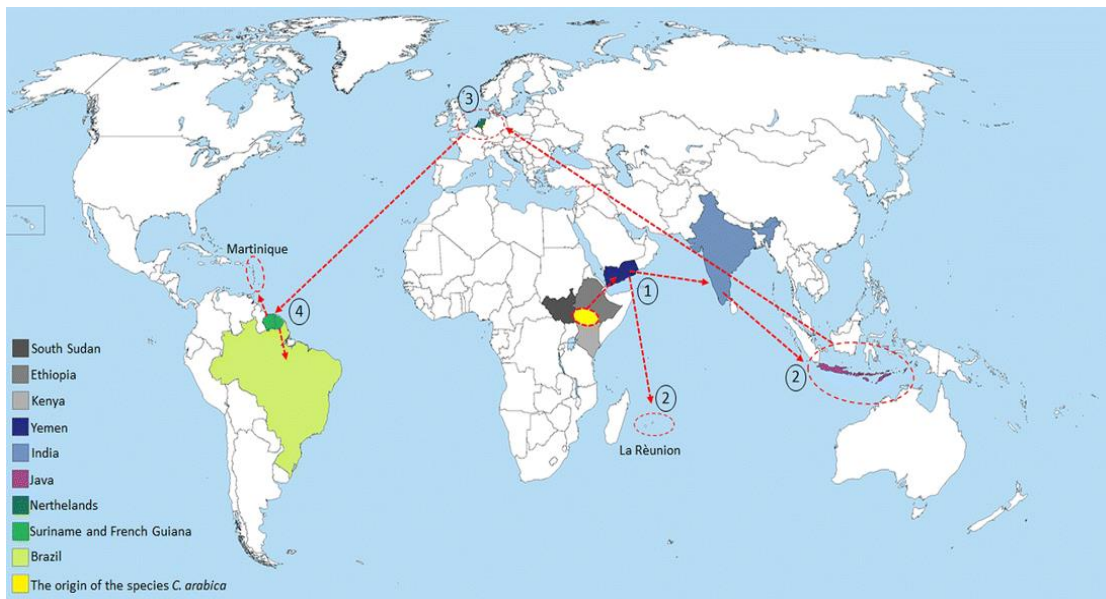 3
Martinique
1
4
2
2
La Rèunion
South Sudan
Ethiopia
Kenya
Yemen
India
Java
Nerthelands
Suriname and French Guiana
Brazil
The origin of the species C. arabica